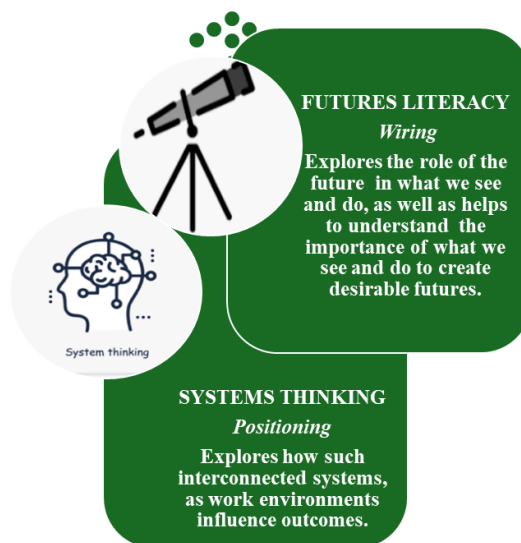 FUTURES LITERACY
Wiring
Explores the role of the
future in what we see
and do, as well as helps
to understand the
importance of what we
see and do to create
desirable futures.
System thinking
SYSTEMS THINKING
Positioning
Explores how such
interconnected systems,
as work environments
influence outcomes.